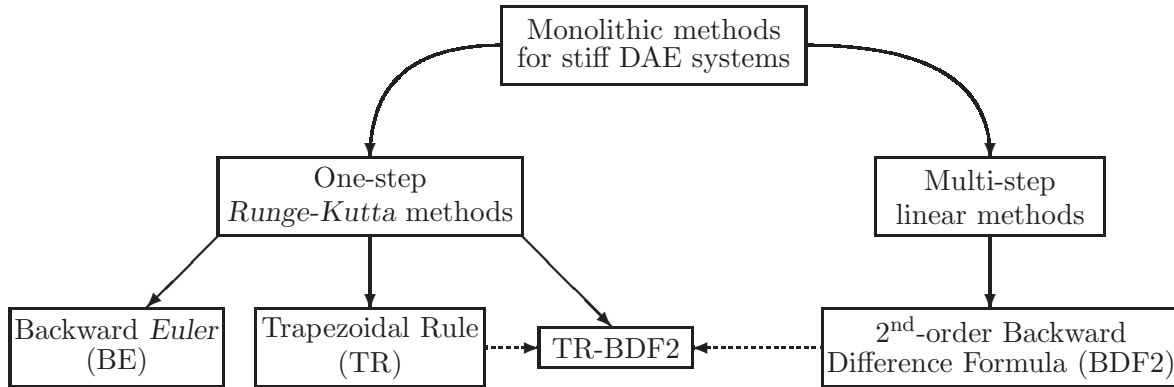 Monolithic methods
for stiff DAE systems
One-step
Runge-Kutta methods
Multi-step
linear methods
Backward Euler
(BE)
Trapezoidal Rule
(TR)
TR-BDF2
2nd-order Backward
Difference Formula (BDF2)